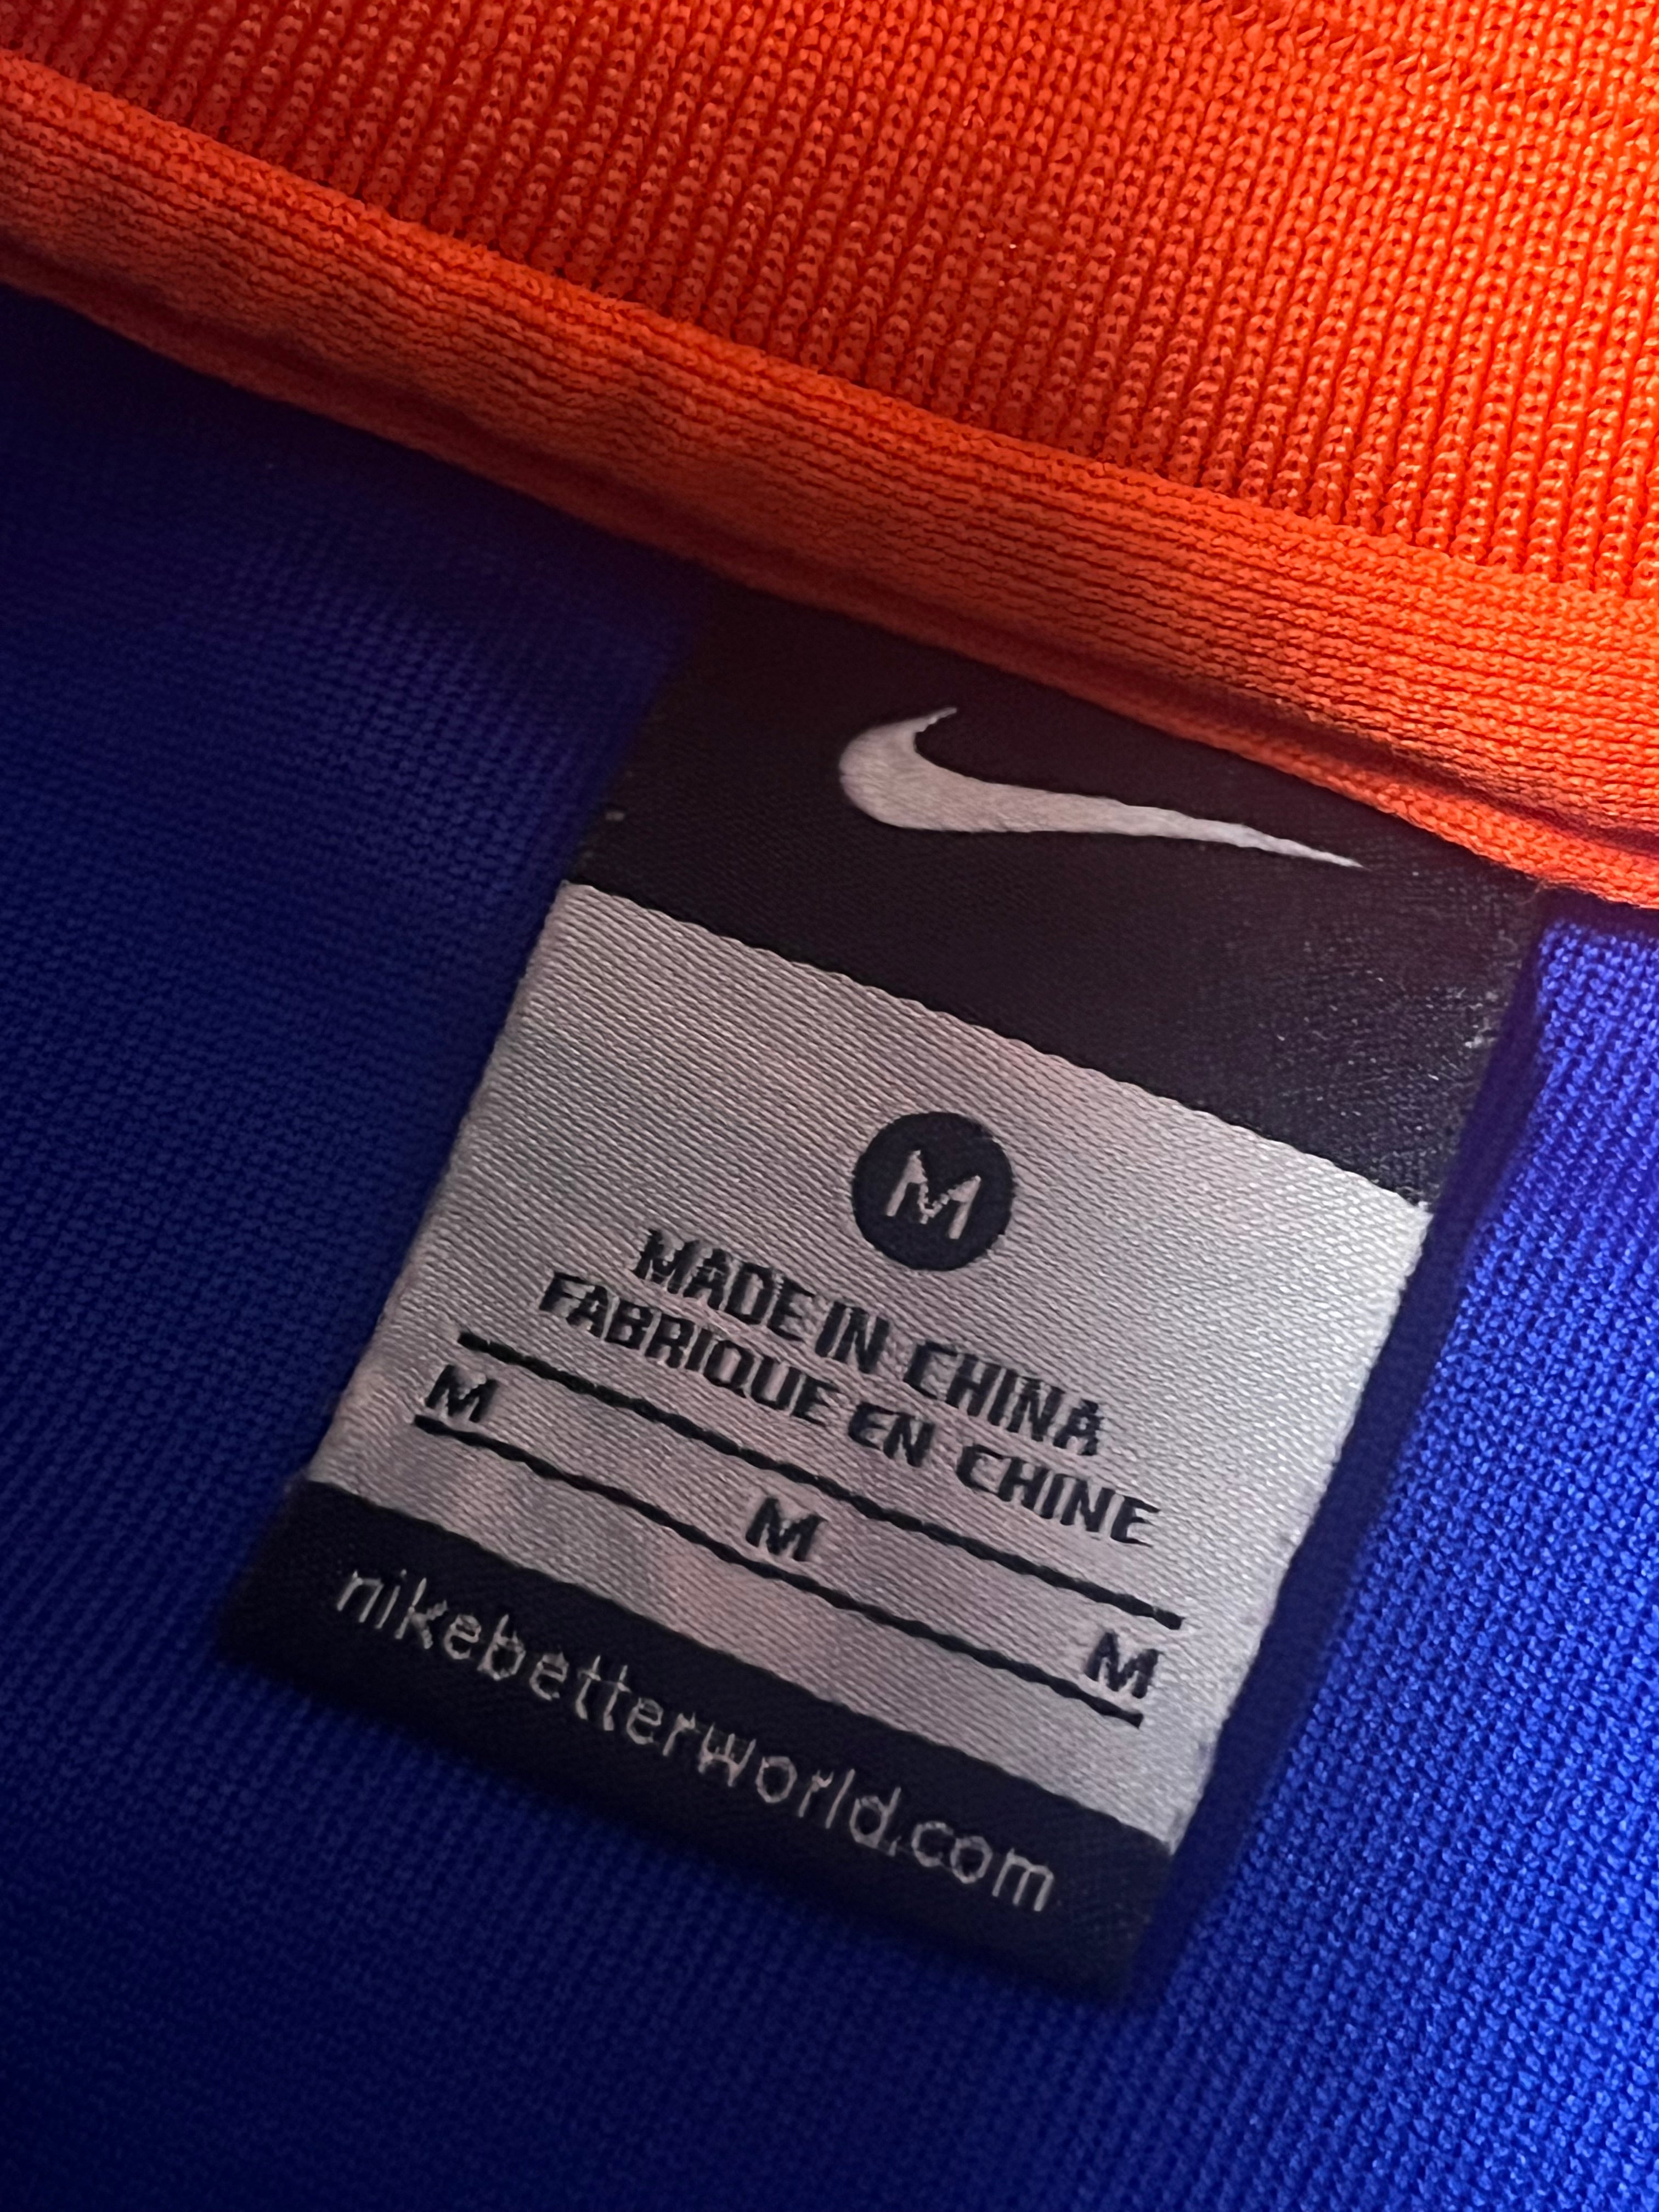 M
MADE IN CHINA
FABRIQUE EN CHINE
M M M
nikebetterworld.com